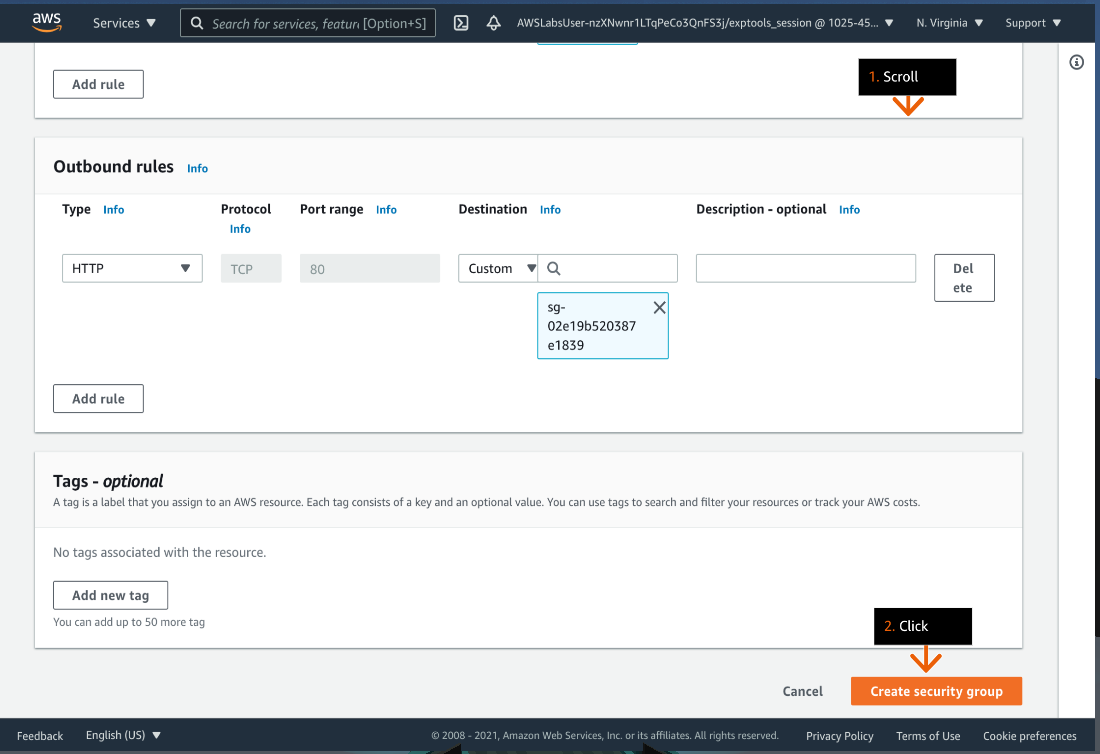 aws
Services ▼
Search for services, featur [Option+S]
AWSLabsUser-nzXNwnr1LTqPeCo3QnFS3j/exptools_session @ 1025-45... ▼
N. Virginia ▼
Support ▼
Add rule
1. Scroll
Outbound rules Info
Type Info
Protocol
Info
Port range Info
Destination Info
Description - optional Info
HTTP
TCP
80
Custom
Del
ete
sg-
02e19b520387
e1839
Add rule
Tags - optional
A tag is a label that you assign to an AWS resource. Each tag consists of a key and an optional value. You can use tags to search and filter your resources or track your AWS costs.
No tags associated with the resource.
Add new tag
You can add up to 50 more tag
2. Click
Cancel
Create security group
Feedback
English (US) ▼
© 2008 - 2021, Amazon Web Services, Inc. or its affiliates. All rights reserved.
Privacy Policy
Terms of Use
Cookie preferences